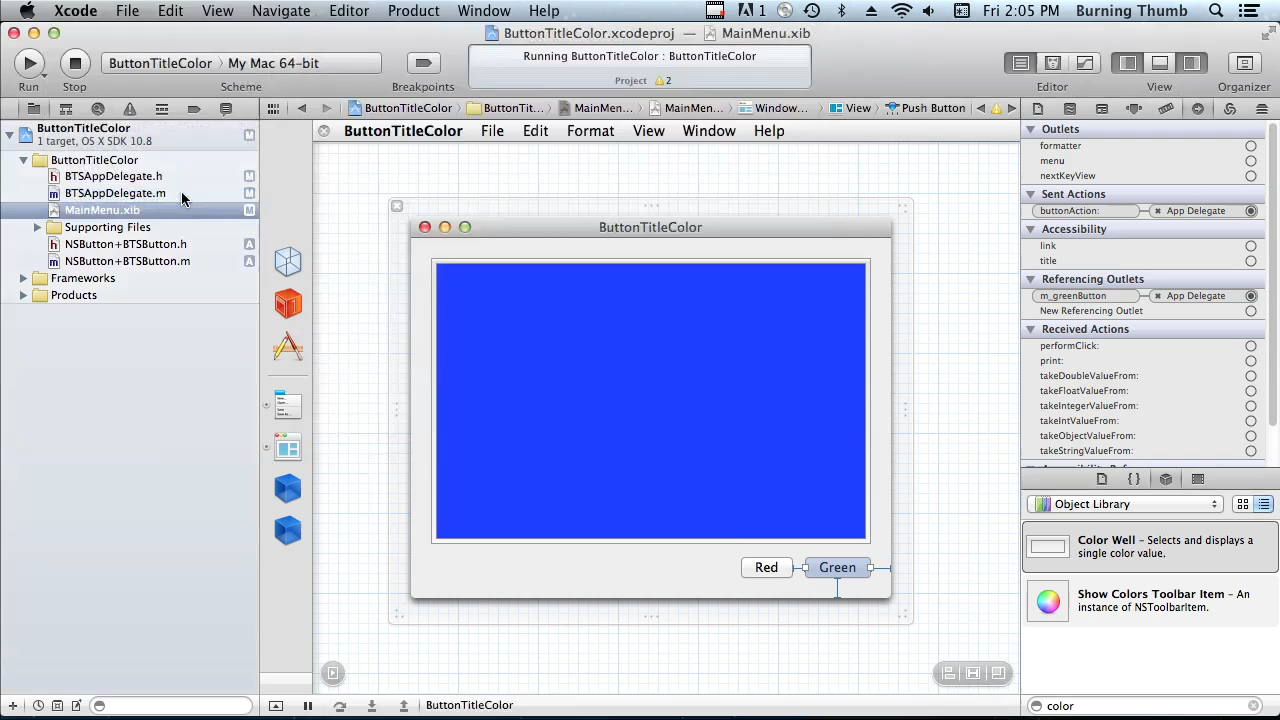 Xcode File Edit View Navigate Editor Product Window Help 1 Fri 2:05 PM Burning Thumb
ButtonTitleColor.xcodeproj — MainMenu.xib
ButtonTitleColor › My Mac 64-bit
Running ButtonTitleColor : ButtonTitleColor
Project 2
Run Stop Scheme Breakpoints Editor View Organizer
ButtonTitleColor ButtonTit... MainMen... MainMen... Window... View Push Button
ButtonTitleColor M
1 target, OS X SDK 10.8
ButtonTitleColor
h BTSAppDelegate.h M
m BTSAppDelegate.m M
MainMenu.xib M
Supporting Files
h NSButton+BTSButton.h A
m NSButton+BTSButton.m A
Frameworks
Products
ButtonTitleColor File Edit Format View Window Help
ButtonTitleColor
Red Green
ButtonTitleColor
Outlets
formatter
menu
nextKeyView
Sent Actions
buttonAction: App Delegate
Accessibility
link
title
Referencing Outlets
m_greenButton App Delegate
New Referencing Outlet
Received Actions
performClick:
print:
takeDoubleValueFrom:
takeFloatValueFrom:
takeIntegerValueFrom:
takeIntValueFrom:
takeObjectValueFrom:
takeStringValueFrom:
Object Library
Color Well – Selects and displays a
single color value.
Show Colors Toolbar Item – An
instance of NSToolbarItem.
color